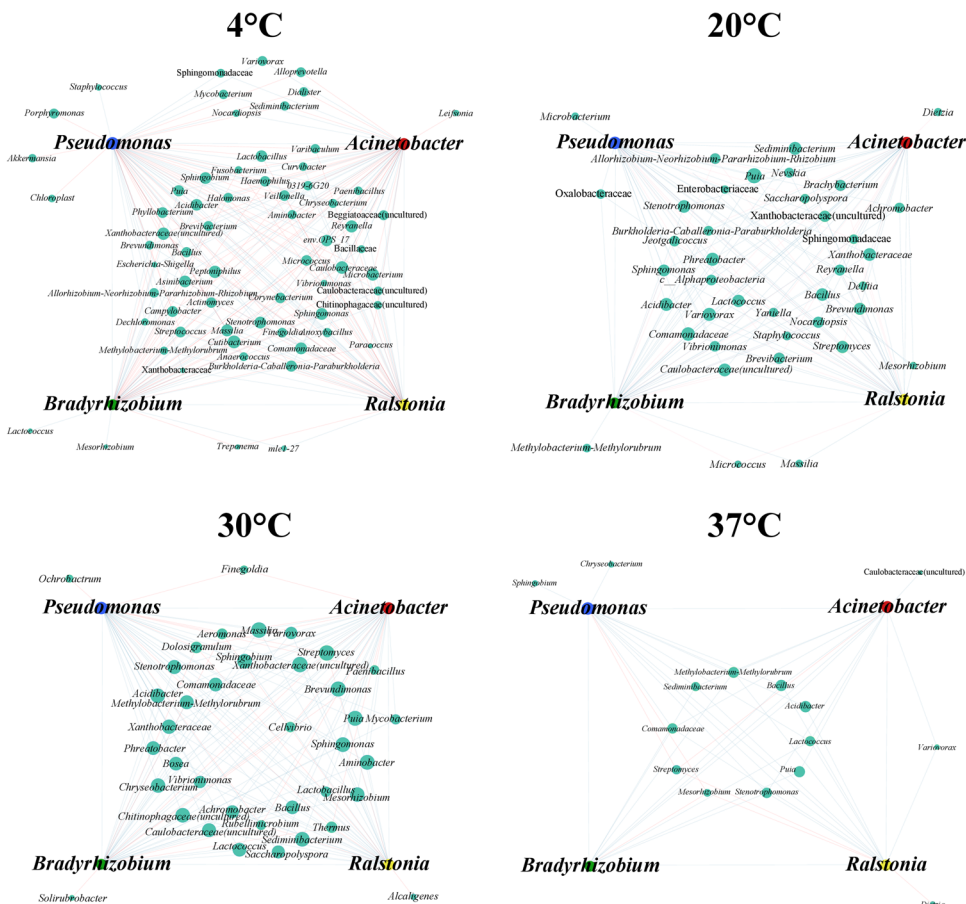 4°C
Variovorax
Sphingomonadaceae
Alloprevotella
Staphylococcus
Mycobacterium
Dialister
Sediminibacterium
Porphyromonas
Nocardiopsis
Leifsonia
Pseudomonas
Acinetobacter
Akkermansia
Chloroplast
Varibaculum
Lactobacillus
Curvibacter
Fusobacterium
Sphingobium
Haemophilus
0319-6G20
Puia
Halomonas
Veillonella
Paenibacillus
Acidibacter
Chryseobacterium
Phyllobacterium
Aminobacter
Beggiatoaceae(uncultured)
Brevibacterium
Reyranella
Xanthobacteraceae(uncultured)
env.OPS_17
Brevundimonas
Bacillaceae
Bacillus
Micrococcus
Escherichia-Shigella
Peptoniphilus
Caulobacteraceae
Microbacterium
Asinibacterium
Vibrionimonas
Caulobacteraceae(uncultured)
Allorhizobium-Neorhizobium-Pararhizobium-Rhizobium
Corynebacterium
Actinomyces
Chitinophagaceae(uncultured)
Campylobacter
Sphingomonas
Dechloromonas
Stenotrophomonas
Streptococcus
Massilia
Finegoldia
Anoxybacillus
Cutibacterium
Methylobacterium-Methylorubrum
Comamonadaceae
Paracoccus
Anaerococcus
Xanthobacteraceae
Burkholderia-Caballeronia-Paraburkholderia
Bradyrhizobium
Ralstonia
Lactococcus
Mesorhizobium
Treponema
mle1-27
20°C
Microbacterium
Dietzia
Pseudomonas
Acinetobacter
Sediminibacterium
Allorhizobium-Neorhizobium-Pararhizobium-Rhizobium
Nevskia
Puia
Oxalobacteraceae
Enterobacteriaceae
Brachybacterium
Saccharopolyspora
Stenotrophomonas
Achromobacter
Xanthobacteraceae(uncultured)
Burkholderia-Caballeronia-Paraburkholderia
Jeotgalicoccus
Sphingomonadaceae
Phreatobacter
Xanthobacteraceae
Sphingomonas
Reyranella
c__Alphaproteobacteria
Delftia
Bacillus
Acidibacter
Lactococcus
Brevundimonas
Variovorax
Yaniella
Nocardiopsis
Comamonadaceae
Staphylococcus
Vibrionimonas
Streptomyces
Brevibacterium
Mesorhizobium
Caulobacteraceae(uncultured)
Bradyrhizobium
Ralstonia
Methylobacterium-Methylorubrum
Micrococcus
Massilia
30°C
Finegoldia
Ochrobactrum
Pseudomonas
Acinetobacter
Massilia
Aeromonas
Variovorax
Dolosigranulum
Streptomyces
Sphingobium
Stenotrophomonas
Xanthobacteraceae(uncultured)
Paenibacillus
Comamonadaceae
Brevundimonas
Acidibacter
Methylobacterium-Methylorubrum
Puia
Mycobacterium
Xanthobacteraceae
Cellvibrio
Phreatobacter
Sphingomonas
Bosea
Aminobacter
Vibrionimonas
Chryseobacterium
Lactobacillus
Mesorhizobium
Achromobacter
Bacillus
Chitinophagaceae(uncultured)
Rubellimicrobium
Thermus
Caulobacteraceae(uncultured)
Sediminibacterium
Lactococcus
Saccharopolyspora
Bradyrhizobium
Ralstonia
Solirubrobacter
Alcaligenes
37°C
Chryseobacterium
Caulobacteraceae(uncultured)
Sphingobium
Pseudomonas
Acinetobacter
Methylobacterium-Methylorubrum
Sediminibacterium
Bacillus
Acidibacter
Comamonadaceae
Lactococcus
Variovorax
Streptomyces
Puia
Mesorhizobium
Stenotrophomonas
Bradyrhizobium
Ralstonia